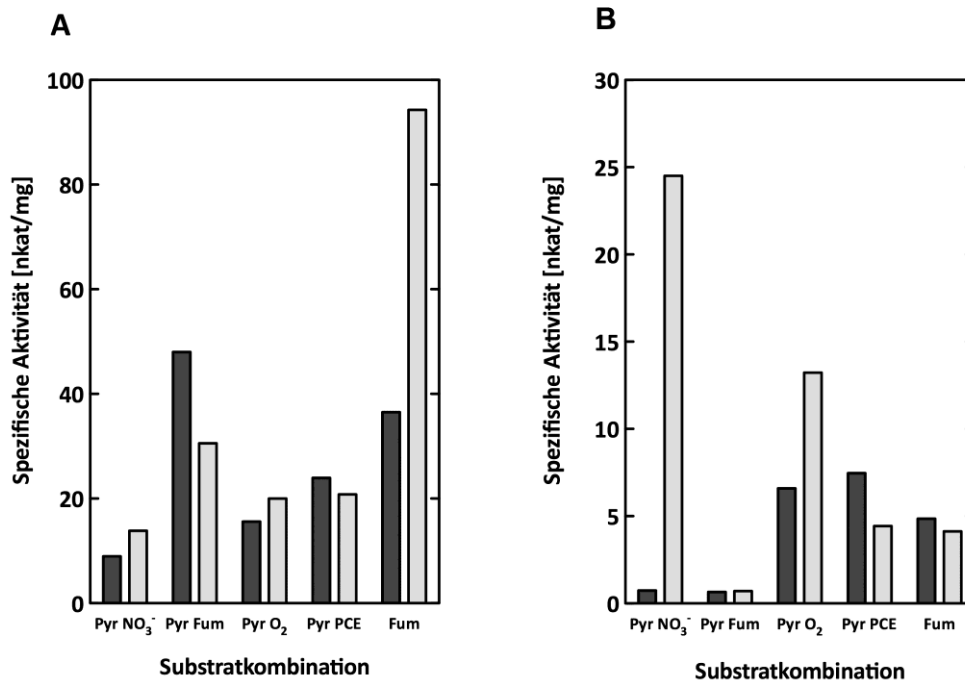 A
Spezifische Aktivität [nkat/mg]
100
80
60
40
20
0
Pyr NO₃⁻ Pyr Fum Pyr O₂ Pyr PCE Fum
Substratkombination
B
Spezifische Aktivität [nkat/mg]
30
25
20
15
10
5
0
Pyr NO₃⁻ Pyr Fum Pyr O₂ Pyr PCE Fum
Substratkombination